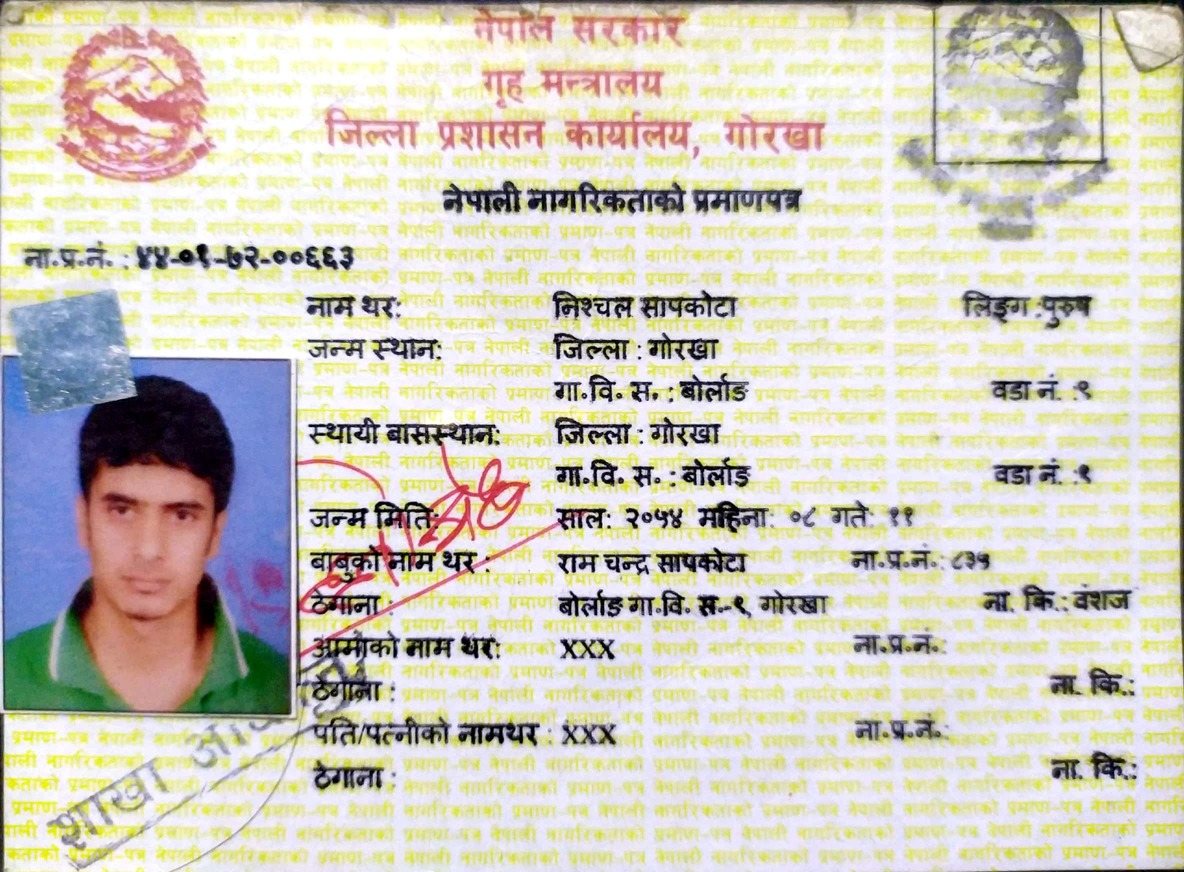 नेपाल सरकार
गृह मन्त्रालय
जिल्ला प्रशासन कार्यालय, गोरखा
नेपाली नागरिकताको प्रमाणपत्र
ना.प्र.नं. : ४४-०१-७२-००६६३
नाम थर: निश्चल सापकोटा लिङ्ग :पुरुष
जन्म स्थान: जिल्ला : गोरखा
गा.वि. स. : बोर्लाङ वडा नं. :९
स्थायी बासस्थान: जिल्ला : गोरखा
गा.वि. स. : बोर्लाङ वडा नं. :९
जन्म मिति: साल: २०५४ महिना: ०८ गते: ११
बाबुको नाम थर : राम चन्द्र सापकोटा ना.प्र.नं.: ८३५
ठेगाना : बोर्लाङ गा.वि. स.-९, गोरखा ना. कि.: वंशज
आमाको नाम थर: XXX ना.प्र.नं.:
ठेगाना : ना. कि.:
पति/पत्नीको नामथर : XXX ना.प्र.नं.:
ठेगाना : ना. कि.:
शाखा